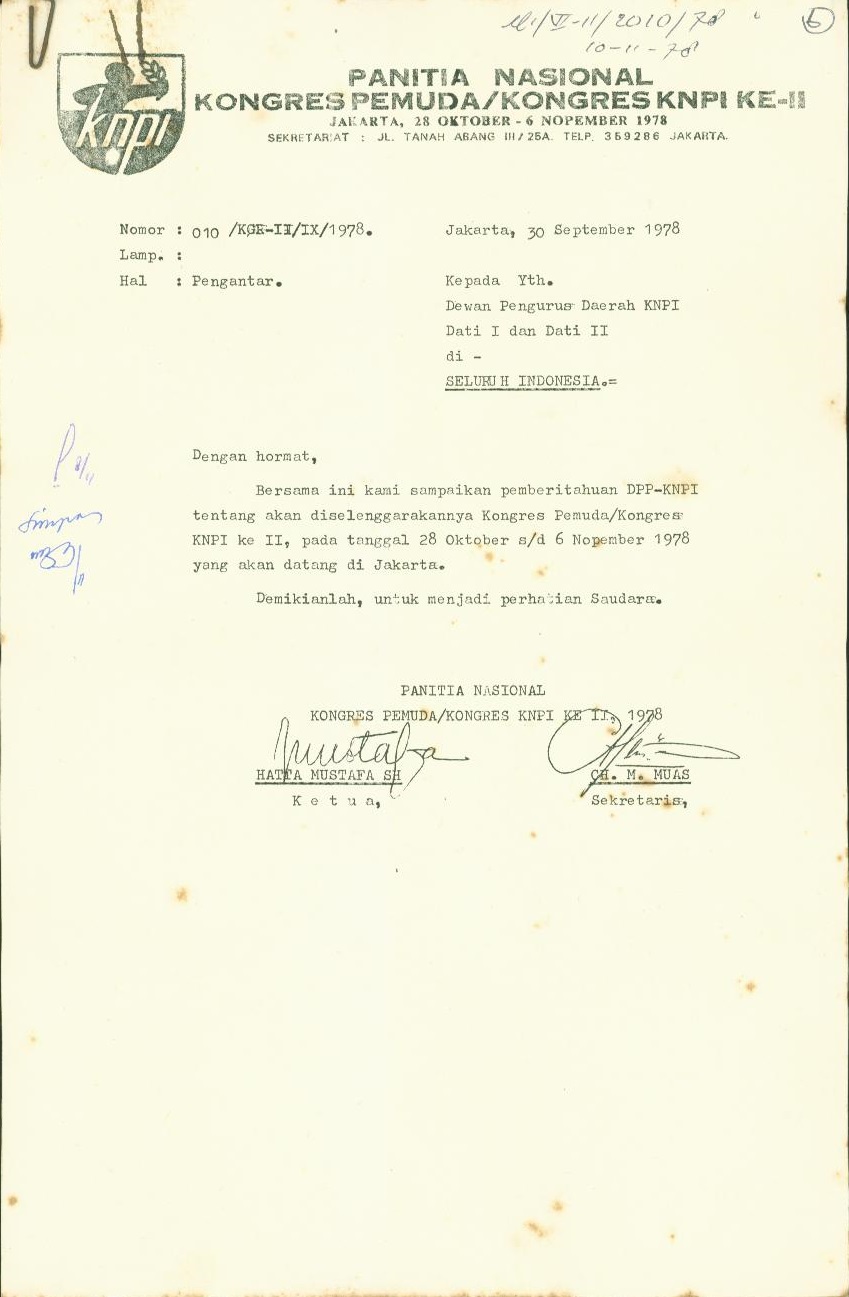 /2010/78
10-11-78
5
knpi
PANITIA NASIONAL
KONGRES PEMUDA/KONGRES KNPI KE-II
JAKARTA, 28 OKTOBER - 6 NOPEMBER 1978
SEKRETARIAT : JL. TANAH ABANG III/25A. TELP. 359286 JAKARTA.
Nomor : 010 /KGR-II/IX/1978.
Jakarta, 30 September 1978
Lamp. :
Hal : Pengantar.
Kepada Yth.
Dewan Pengurus Daerah KNPI
Dati I dan Dati II
di -
SELURUH INDONESIA.=
Dengan hormat,
Bersama ini kami sampaikan pemberitahuan DPP-KNPI
tentang akan diselenggarakannya Kongres Pemuda/Kongres
KNPI ke II, pada tanggal 28 Oktober s/d 6 Nopember 1978
yang akan datang di Jakarta.
Demikianlah, untuk menjadi perhatian Saudara.
Simpan
PANITIA NASIONAL
KONGRES PEMUDA/KONGRES KNPI KE II, 1978
HATTA MUSTAFA SH
CH. M. MUAS
K e t u a,
Sekretaris,